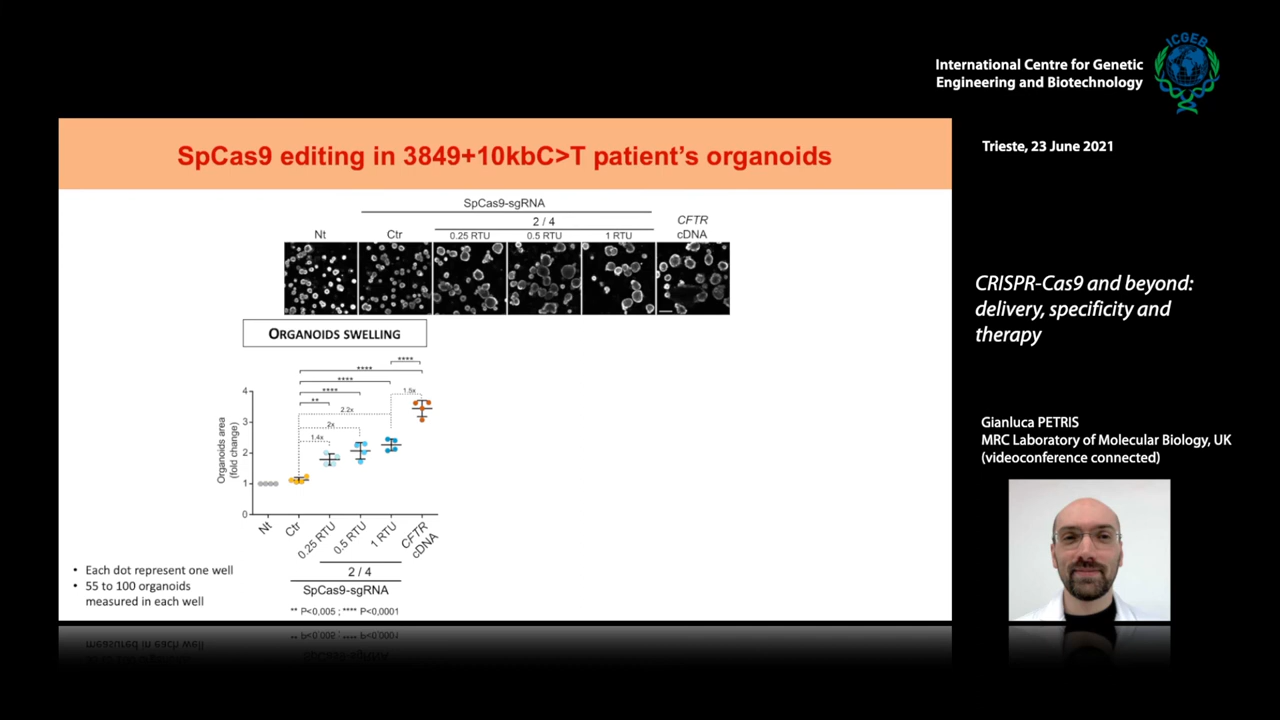 ICGEB
International Centre for Genetic
Engineering and Biotechnology
Trieste, 23 June 2021
SpCas9 editing in 3849+10kbC>T patient's organoids
SpCas9-sgRNA
2 / 4
CFTR
Nt
Ctr
0.25 RTU
0.5 RTU
1 RTU
cDNA
CRISPR-Cas9 and beyond:
delivery, specificity and
therapy
ORGANOIDS SWELLING
****
****
****
****
**
1.5x
2.2x
2x
1.4x
Organoids area
(fold change)
4
3
2
1
0
Nt
Ctr
0.25 RTU
0.5 RTU
1 RTU
CFTR
cDNA
2 / 4
SpCas9-sgRNA
** P<0,005 ; **** P<0,0001
• Each dot represent one well
• 55 to 100 organoids
measured in each well
Gianluca PETRIS
MRC Laboratory of Molecular Biology, UK
(videoconference connected)